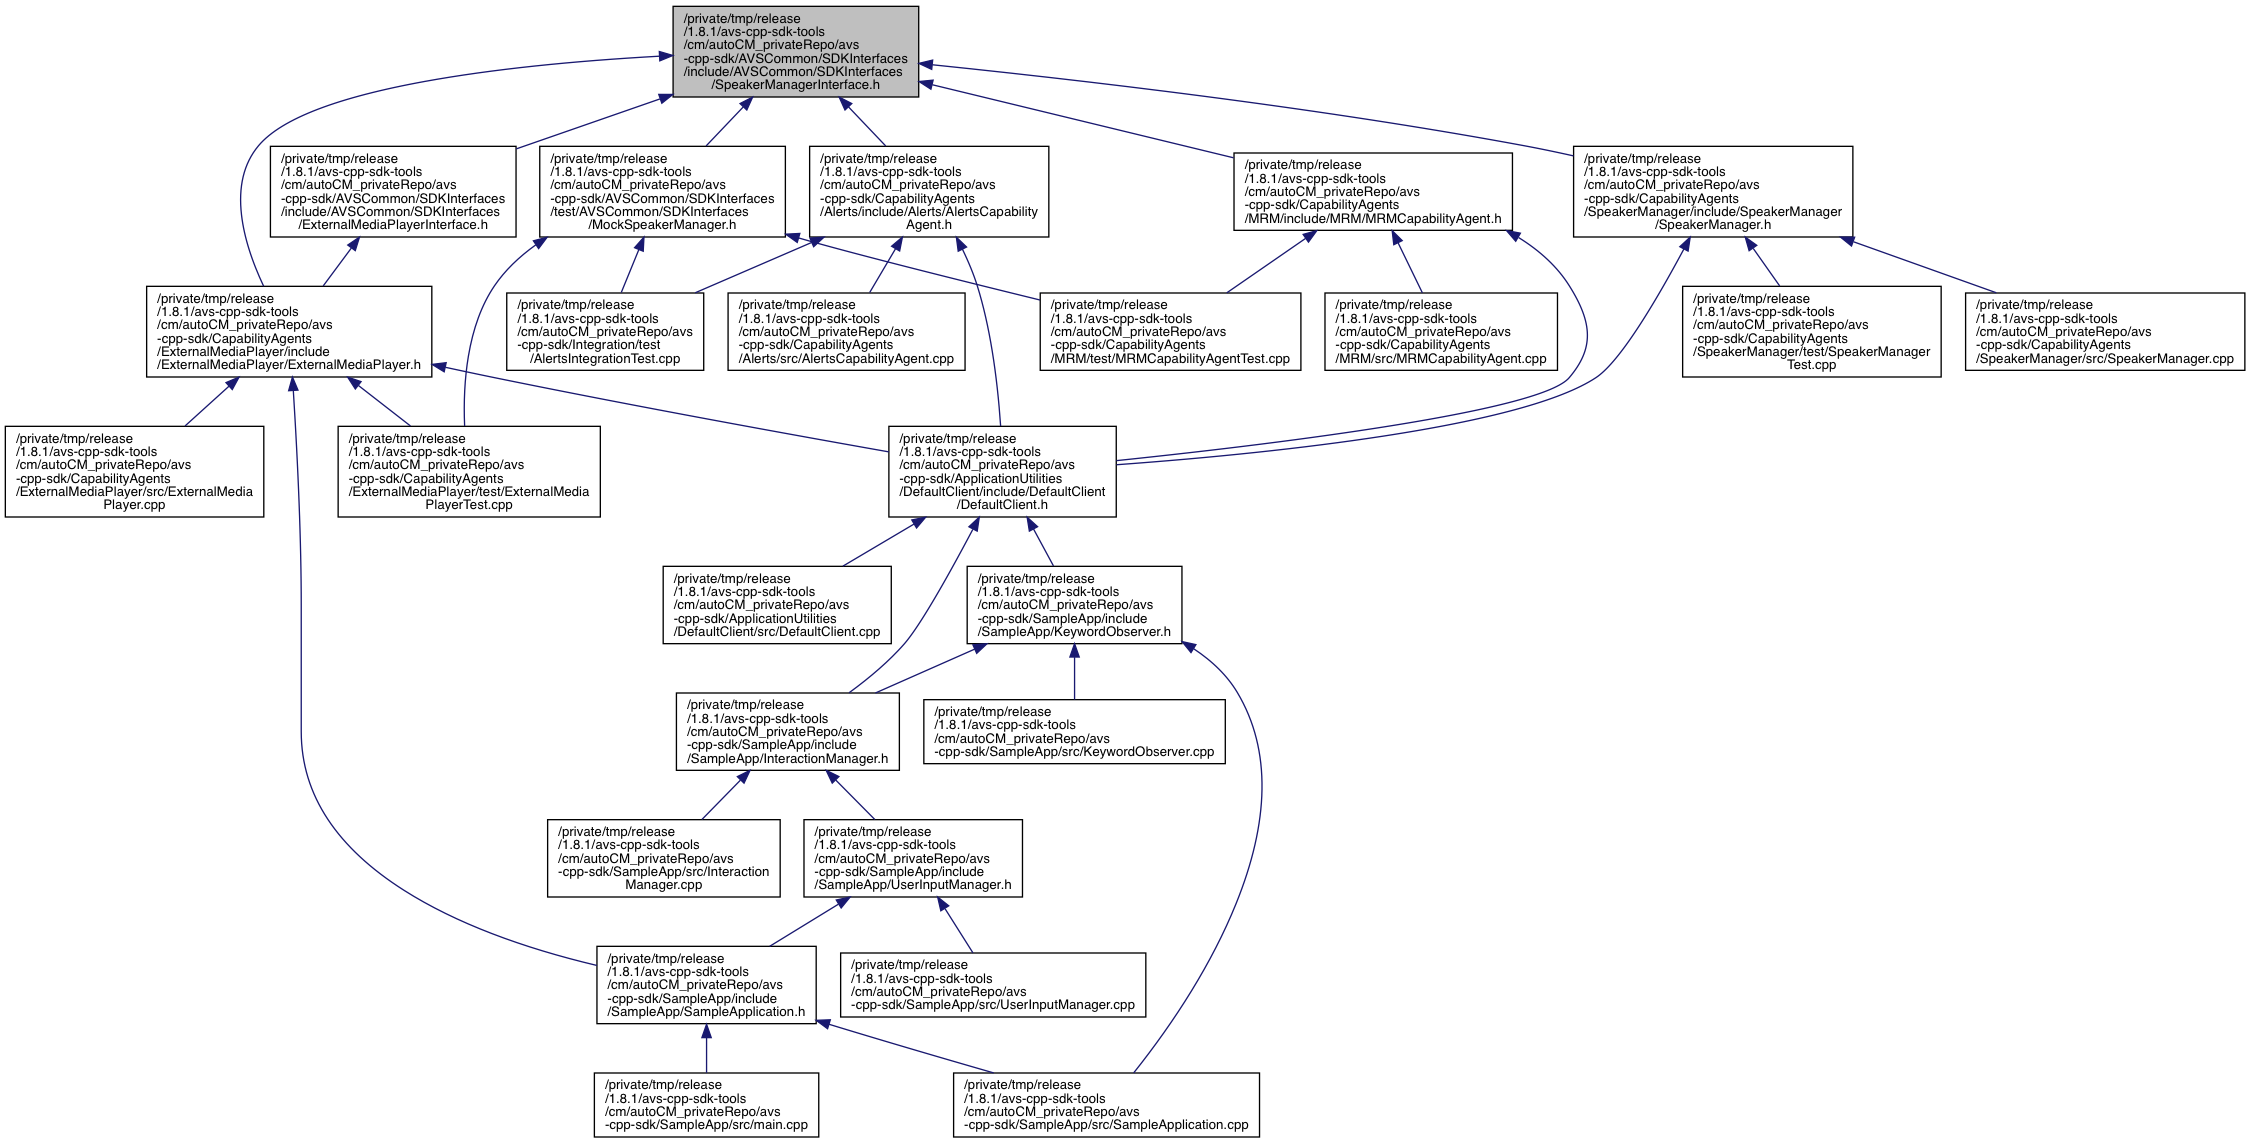 /private/tmp/release
/1.8.1/avs-cpp-sdk-tools
/cm/autoCM_privateRepo/avs
-cpp-sdk/AVSCommon/SDKInterfaces
/include/AVSCommon/SDKInterfaces
/SpeakerManagerInterface.h
/private/tmp/release
/1.8.1/avs-cpp-sdk-tools
/cm/autoCM_privateRepo/avs
-cpp-sdk/AVSCommon/SDKInterfaces
/include/AVSCommon/SDKInterfaces
/ExternalMediaPlayerInterface.h
/private/tmp/release
/1.8.1/avs-cpp-sdk-tools
/cm/autoCM_privateRepo/avs
-cpp-sdk/AVSCommon/SDKInterfaces
/test/AVSCommon/SDKInterfaces
/MockSpeakerManager.h
/private/tmp/release
/1.8.1/avs-cpp-sdk-tools
/cm/autoCM_privateRepo/avs
-cpp-sdk/CapabilityAgents
/Alerts/include/Alerts/AlertsCapability
Agent.h
/private/tmp/release
/1.8.1/avs-cpp-sdk-tools
/cm/autoCM_privateRepo/avs
-cpp-sdk/CapabilityAgents
/MRM/include/MRM/MRMCapabilityAgent.h
/private/tmp/release
/1.8.1/avs-cpp-sdk-tools
/cm/autoCM_privateRepo/avs
-cpp-sdk/CapabilityAgents
/SpeakerManager/include/SpeakerManager
/SpeakerManager.h
/private/tmp/release
/1.8.1/avs-cpp-sdk-tools
/cm/autoCM_privateRepo/avs
-cpp-sdk/CapabilityAgents
/ExternalMediaPlayer/include
/ExternalMediaPlayer/ExternalMediaPlayer.h
/private/tmp/release
/1.8.1/avs-cpp-sdk-tools
/cm/autoCM_privateRepo/avs
-cpp-sdk/Integration/test
/AlertsIntegrationTest.cpp
/private/tmp/release
/1.8.1/avs-cpp-sdk-tools
/cm/autoCM_privateRepo/avs
-cpp-sdk/CapabilityAgents
/Alerts/src/AlertsCapabilityAgent.cpp
/private/tmp/release
/1.8.1/avs-cpp-sdk-tools
/cm/autoCM_privateRepo/avs
-cpp-sdk/CapabilityAgents
/MRM/test/MRMCapabilityAgentTest.cpp
/private/tmp/release
/1.8.1/avs-cpp-sdk-tools
/cm/autoCM_privateRepo/avs
-cpp-sdk/CapabilityAgents
/MRM/src/MRMCapabilityAgent.cpp
/private/tmp/release
/1.8.1/avs-cpp-sdk-tools
/cm/autoCM_privateRepo/avs
-cpp-sdk/CapabilityAgents
/SpeakerManager/test/SpeakerManager
Test.cpp
/private/tmp/release
/1.8.1/avs-cpp-sdk-tools
/cm/autoCM_privateRepo/avs
-cpp-sdk/CapabilityAgents
/SpeakerManager/src/SpeakerManager.cpp
/private/tmp/release
/1.8.1/avs-cpp-sdk-tools
/cm/autoCM_privateRepo/avs
-cpp-sdk/CapabilityAgents
/ExternalMediaPlayer/src/ExternalMedia
Player.cpp
/private/tmp/release
/1.8.1/avs-cpp-sdk-tools
/cm/autoCM_privateRepo/avs
-cpp-sdk/CapabilityAgents
/ExternalMediaPlayer/test/ExternalMedia
PlayerTest.cpp
/private/tmp/release
/1.8.1/avs-cpp-sdk-tools
/cm/autoCM_privateRepo/avs
-cpp-sdk/ApplicationUtilities
/DefaultClient/include/DefaultClient
/DefaultClient.h
/private/tmp/release
/1.8.1/avs-cpp-sdk-tools
/cm/autoCM_privateRepo/avs
-cpp-sdk/ApplicationUtilities
/DefaultClient/src/DefaultClient.cpp
/private/tmp/release
/1.8.1/avs-cpp-sdk-tools
/cm/autoCM_privateRepo/avs
-cpp-sdk/SampleApp/include
/SampleApp/KeywordObserver.h
/private/tmp/release
/1.8.1/avs-cpp-sdk-tools
/cm/autoCM_privateRepo/avs
-cpp-sdk/SampleApp/include
/SampleApp/InteractionManager.h
/private/tmp/release
/1.8.1/avs-cpp-sdk-tools
/cm/autoCM_privateRepo/avs
-cpp-sdk/SampleApp/src/KeywordObserver.cpp
/private/tmp/release
/1.8.1/avs-cpp-sdk-tools
/cm/autoCM_privateRepo/avs
-cpp-sdk/SampleApp/src/Interaction
Manager.cpp
/private/tmp/release
/1.8.1/avs-cpp-sdk-tools
/cm/autoCM_privateRepo/avs
-cpp-sdk/SampleApp/include
/SampleApp/UserInputManager.h
/private/tmp/release
/1.8.1/avs-cpp-sdk-tools
/cm/autoCM_privateRepo/avs
-cpp-sdk/SampleApp/include
/SampleApp/SampleApplication.h
/private/tmp/release
/1.8.1/avs-cpp-sdk-tools
/cm/autoCM_privateRepo/avs
-cpp-sdk/SampleApp/src/UserInputManager.cpp
/private/tmp/release
/1.8.1/avs-cpp-sdk-tools
/cm/autoCM_privateRepo/avs
-cpp-sdk/SampleApp/src/main.cpp
/private/tmp/release
/1.8.1/avs-cpp-sdk-tools
/cm/autoCM_privateRepo/avs
-cpp-sdk/SampleApp/src/SampleApplication.cpp